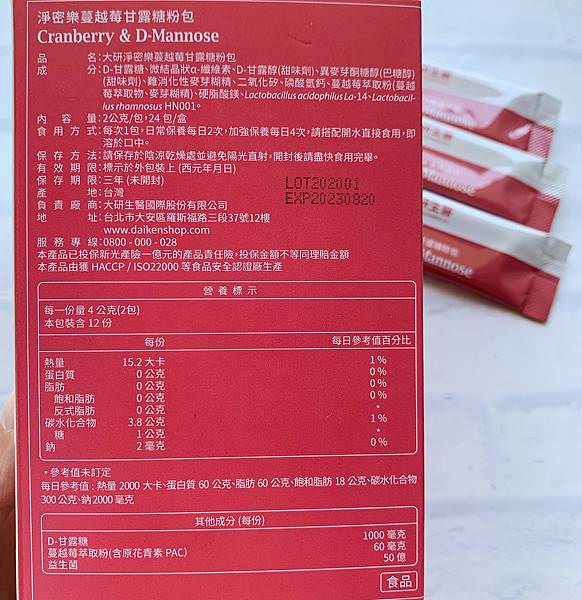 淨密樂蔓越莓甘露糖粉包
Cranberry & D-Mannose
品　　名:大研淨密樂蔓越莓甘露糖粉包
成　　分:D-甘露糖、微結晶狀α-纖維素、D-甘露醇(甜味劑)、異麥芽酮糖醇(巴糖醇)
(甜味劑)、難消化性麥芽糊精、二氧化矽、磷酸氫鈣、蔓越莓萃取粉(蔓越
莓萃取物、麥芽糊精)、硬脂酸鎂、Lactobacillus acidophilus La-14、Lactobacil-
lus rhamnosus HN001。
內容量:2公克/包,24包/盒
食用方式:每次1包,日常保養每日2次,加強保養每日4次,請搭配開水直接食用,即
溶於口中。
保存方法:請保存於陰涼乾燥處並避免陽光直射,開封後請盡快食用完畢。
有效期限:標示於外包裝上 (西元年月日)
保存期限:三年 (未開封)
產　　地:台灣
LOT202001
EXP20230820
負責廠商:大研生醫國際股份有限公司
地　　址:台北市大安區羅斯福路三段37號12樓
www.daikenshop.com
服務專線:0800-000-028
本產品已投保新光產險一億元的產品責任險,投保金額不等同理賠金額
本產品由獲 HACCP / ISO22000 等食品安全認證廠生產
營養標示
每一份量 4 公克(2包)
本包裝含 12 份
每份 每日參考值百分比
熱量 15.2 大卡 1%
蛋白質 0 公克 0%
脂肪 0 公克 0%
飽和脂肪 0 公克 0%
反式脂肪 0 公克 *
碳水化合物 3.8 公克 1%
糖 1 公克 *
鈉 2 毫克 0%
*參考值未訂定
每日參考值:熱量 2000 大卡、蛋白質 60 公克、脂肪 60 公克、飽和脂肪 18 公克、碳水化合物
300 公克、鈉 2000 毫克
其他成分 (每份)
D-甘露糖 1000 毫克
蔓越莓萃取粉(含原花青素 PAC) 60 毫克
益生菌 50 億
食品
Mannose